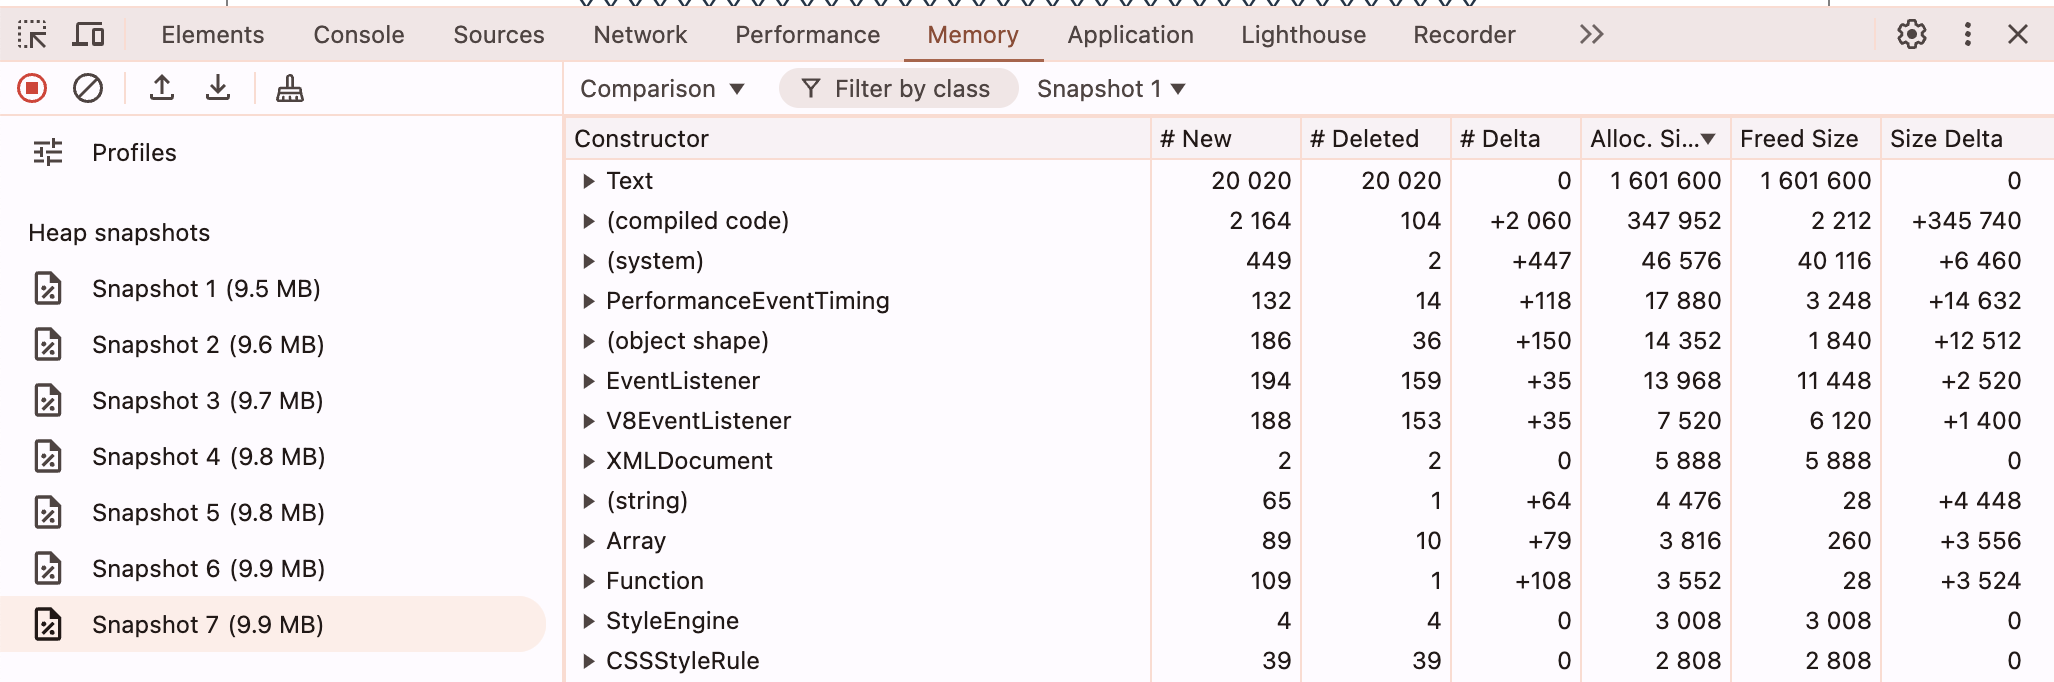 Elements Console Sources Network Performance Memory Application Lighthouse Recorder
Comparison Filter by class Snapshot 1
Profiles
Heap snapshots
Snapshot 1 (9.5 MB)
Snapshot 2 (9.6 MB)
Snapshot 3 (9.7 MB)
Snapshot 4 (9.8 MB)
Snapshot 5 (9.8 MB)
Snapshot 6 (9.9 MB)
Snapshot 7 (9.9 MB)
Constructor # New # Deleted # Delta Alloc. Si... Freed Size Size Delta
Text 20 020 20 020 0 1 601 600 1 601 600 0
(compiled code) 2 164 104 +2 060 347 952 2 212 +345 740
(system) 449 2 +447 46 576 40 116 +6 460
PerformanceEventTiming 132 14 +118 17 880 3 248 +14 632
(object shape) 186 36 +150 14 352 1 840 +12 512
EventListener 194 159 +35 13 968 11 448 +2 520
V8EventListener 188 153 +35 7 520 6 120 +1 400
XMLDocument 2 2 0 5 888 5 888 0
(string) 65 1 +64 4 476 28 +4 448
Array 89 10 +79 3 816 260 +3 556
Function 109 1 +108 3 552 28 +3 524
StyleEngine 4 4 0 3 008 3 008 0
CSSStyleRule 39 39 0 2 808 2 808 0